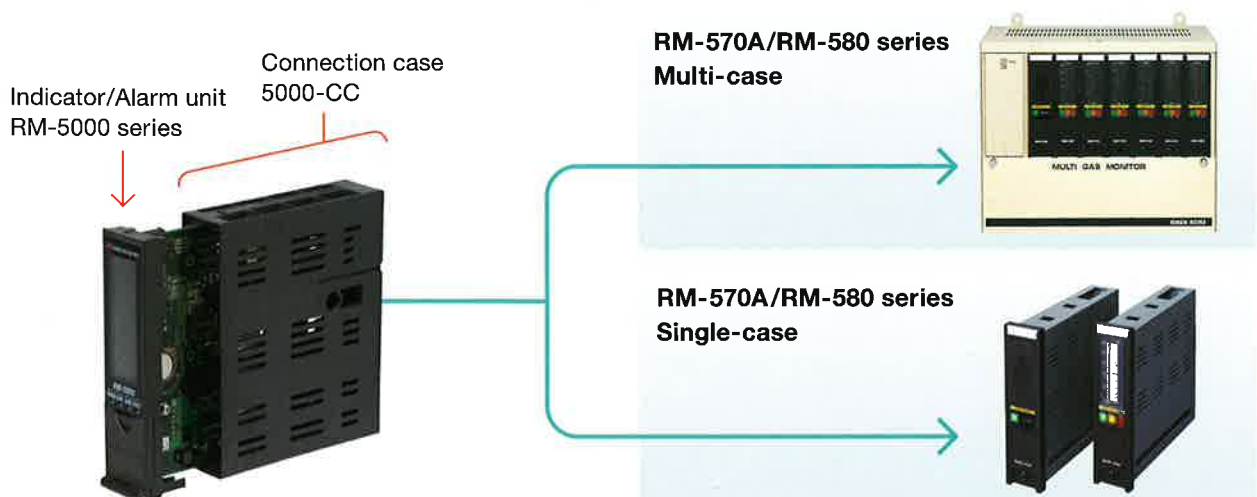 Indicator/Alarm unit
RM-5000 series
Connection case
5000-CC
RM-570A/RM-580 series
Multi-case
MULTI GAS MONITOR
RM-570A/RM-580 series
Single-case